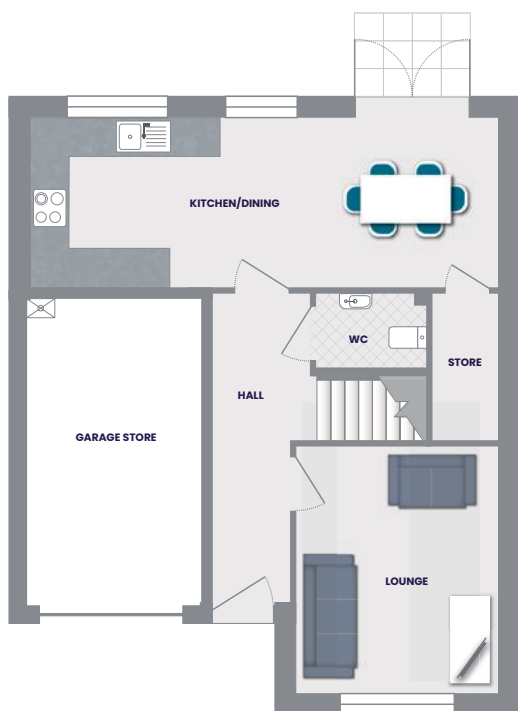 KITCHEN/DINING
WC
STORE
HALL
GARAGE STORE
LOUNGE